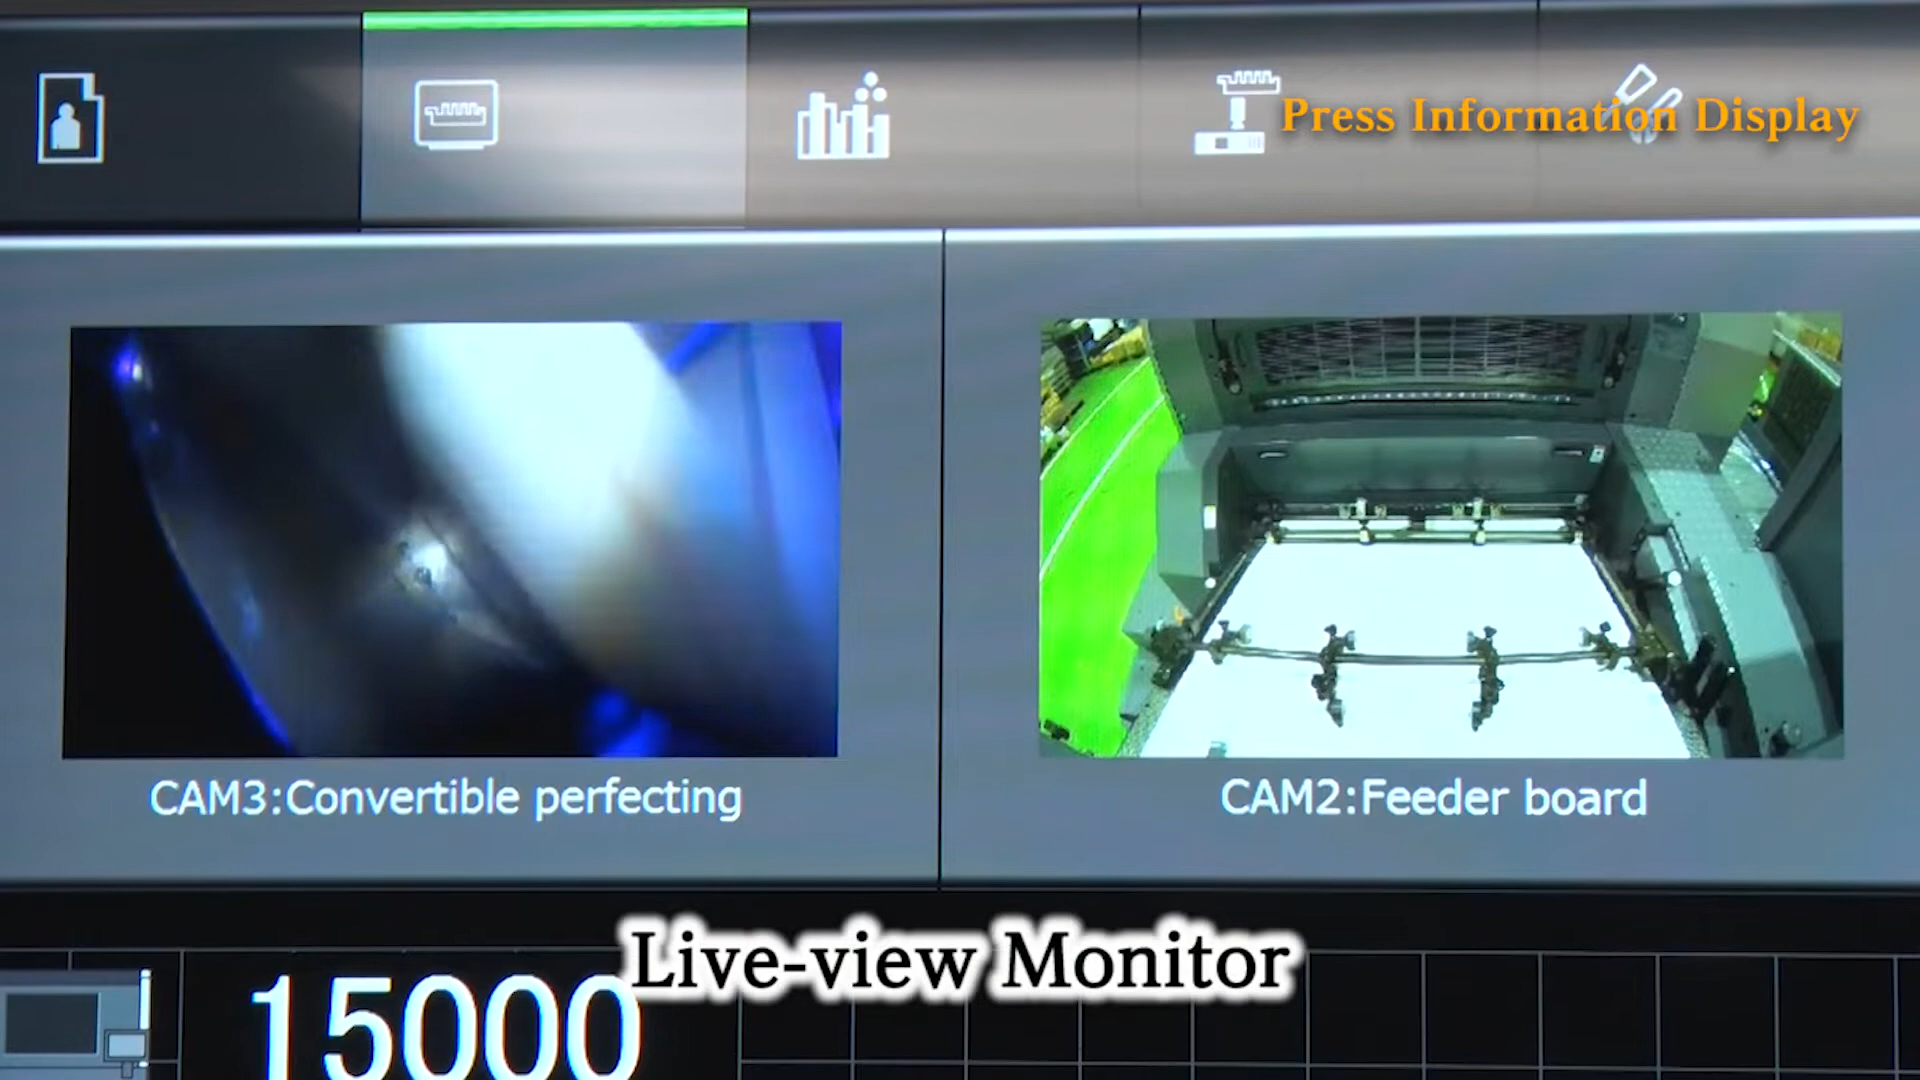 Press Information Display
CAM3:Convertible perfecting
CAM2:Feeder board
Live-view Monitor
15000